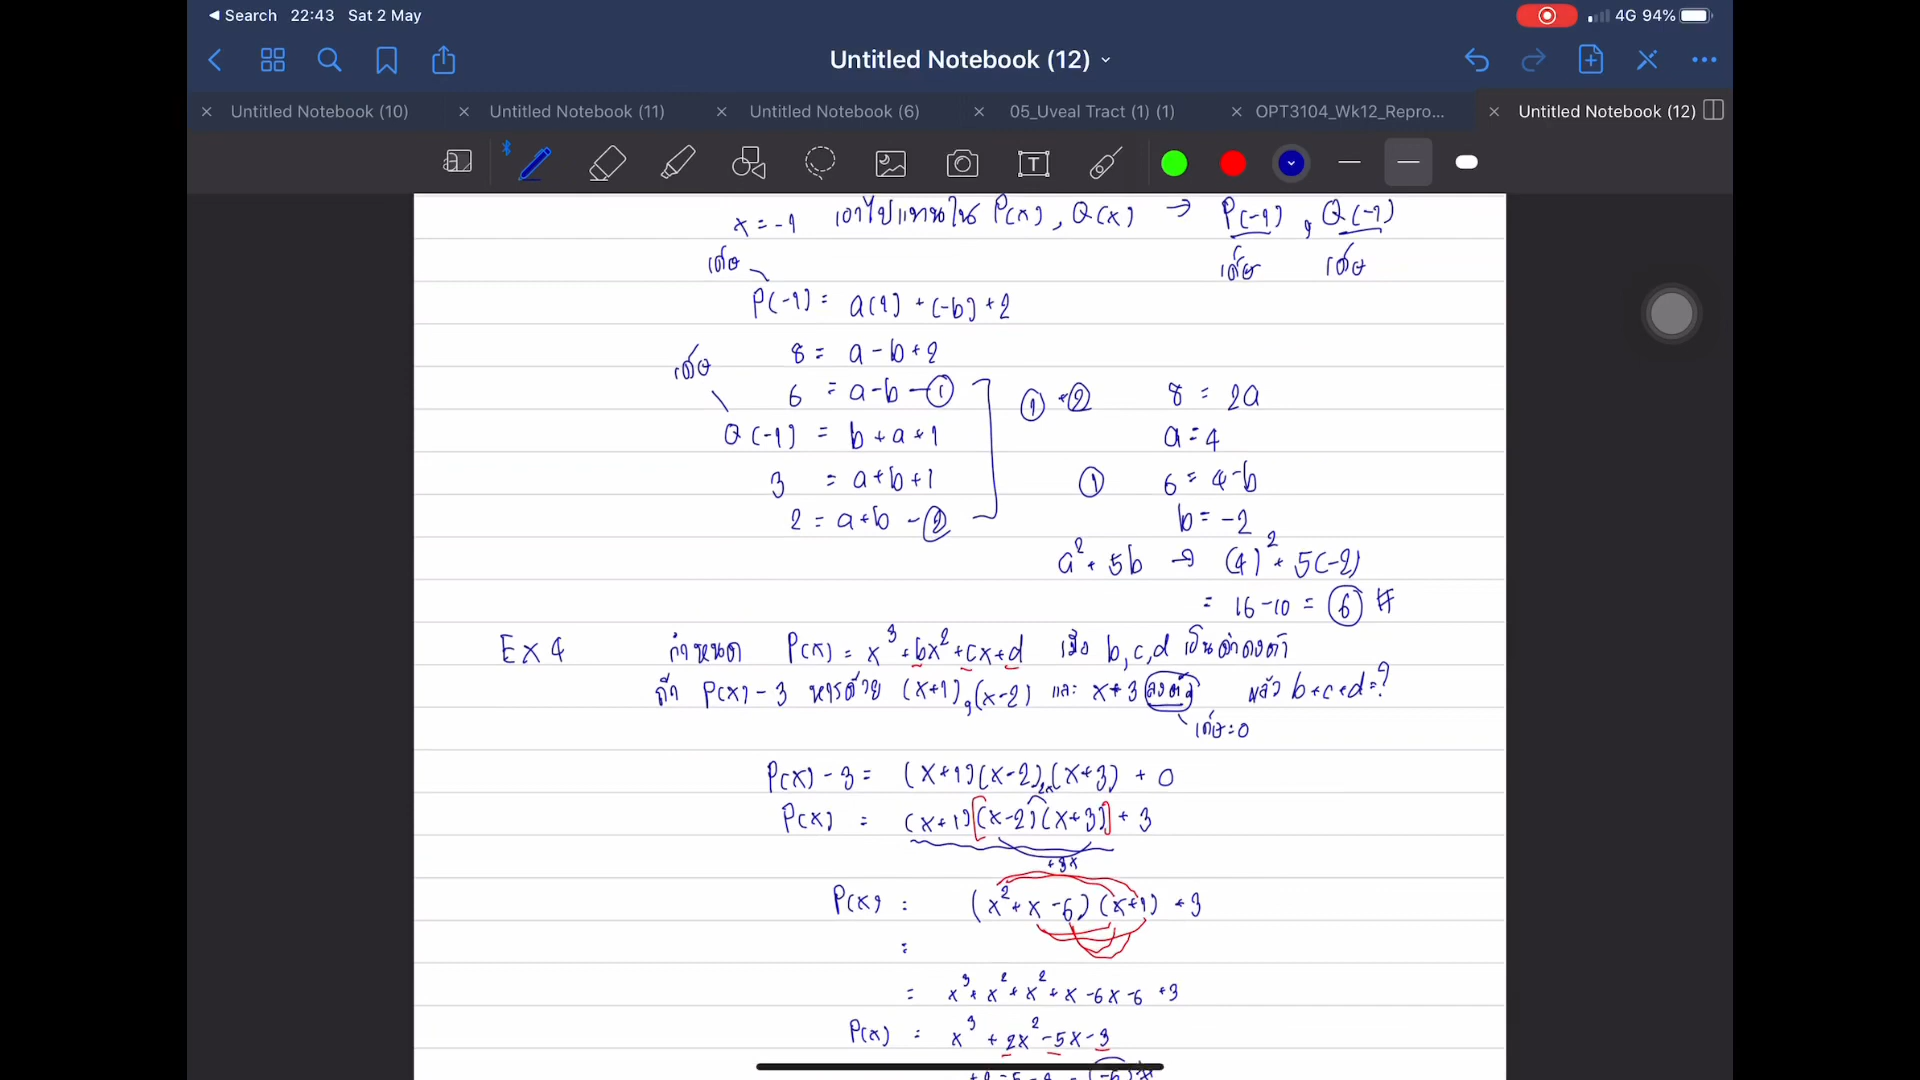 Search 22:43 Sat 2 May 4G 94%
Untitled Notebook (12)
Untitled Notebook (10) Untitled Notebook (11) Untitled Notebook (6) 05_Uveal Tract (1) (1) OPT3104_Wk12_Repro... Untitled Notebook (12)
x = -1 เอาไปแทนใน P(x), Q(x) → P(-1), Q(-1)
เศษ เศษ เศษ
P(-1) = a(1) + (-b) + 2
8 = a - b + 2
เศษ
6 = a - b - ① ① + ② 8 = 2a
Q(-1) = b + a + 1 a = 4
3 = a + b + 1 ① 6 = 4 - b
2 = a + b - ② b = -2
a² + 5b → (4)² + 5(-2)
= 16 - 10 = 6 #
Ex 4 กำหนด P(x) = x³ + bx² + cx + d เมื่อ b, c, d เป็นค่าคงตัว
ถ้า P(x) - 3 หารด้วย (x+1), (x-2) และ x+3 ลงตัว แล้ว b+c+d=?
เศษ=0
P(x) - 3 = (x+1)(x-2)(x+3) + 0
-2x
P(x) = (x+1)[(x-2)(x+3)] + 3
+3x
P(x) = (x² + x - 6)(x+1) + 3
=
= x³ + x² + x² + x - 6x - 6 + 3
P(x) = x³ + 2x² - 5x - 3